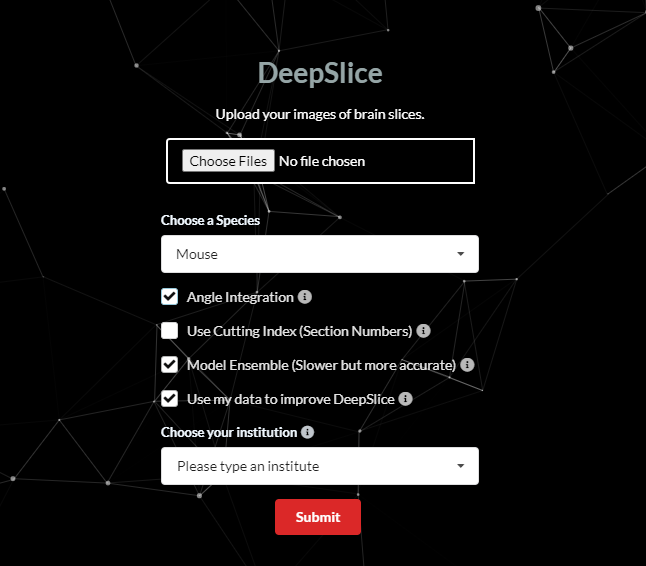 DeepSlice
Upload your images of brain slices.
Choose Files No file chosen
Choose a Species
Mouse
Angle Integration
Use Cutting Index (Section Numbers)
Model Ensemble (Slower but more accurate)
Use my data to improve DeepSlice
Choose your institution
Please type an institute
Submit